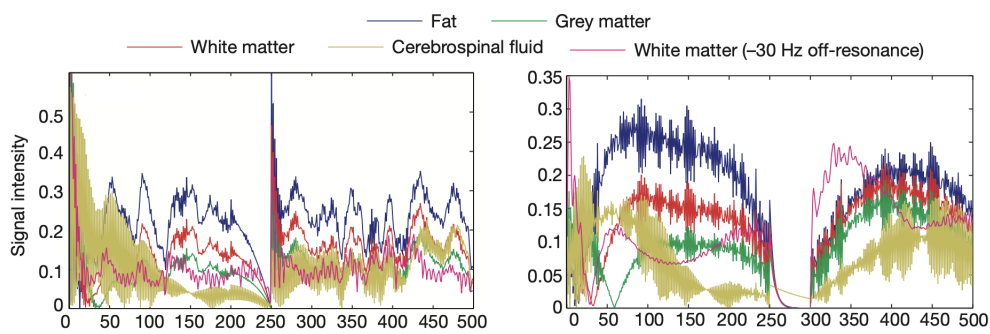 Fat
Grey matter
White matter
Cerebrospinal fluid
White matter (–30 Hz off-resonance)
Signal intensity
0.5
0.4
0.3
0.2
0.1
0
0 50 100 150 200 250 300 350 400 450 500
0.35
0.3
0.25
0.2
0.15
0.1
0.05
0
0 50 100 150 200 250 300 350 400 450 500